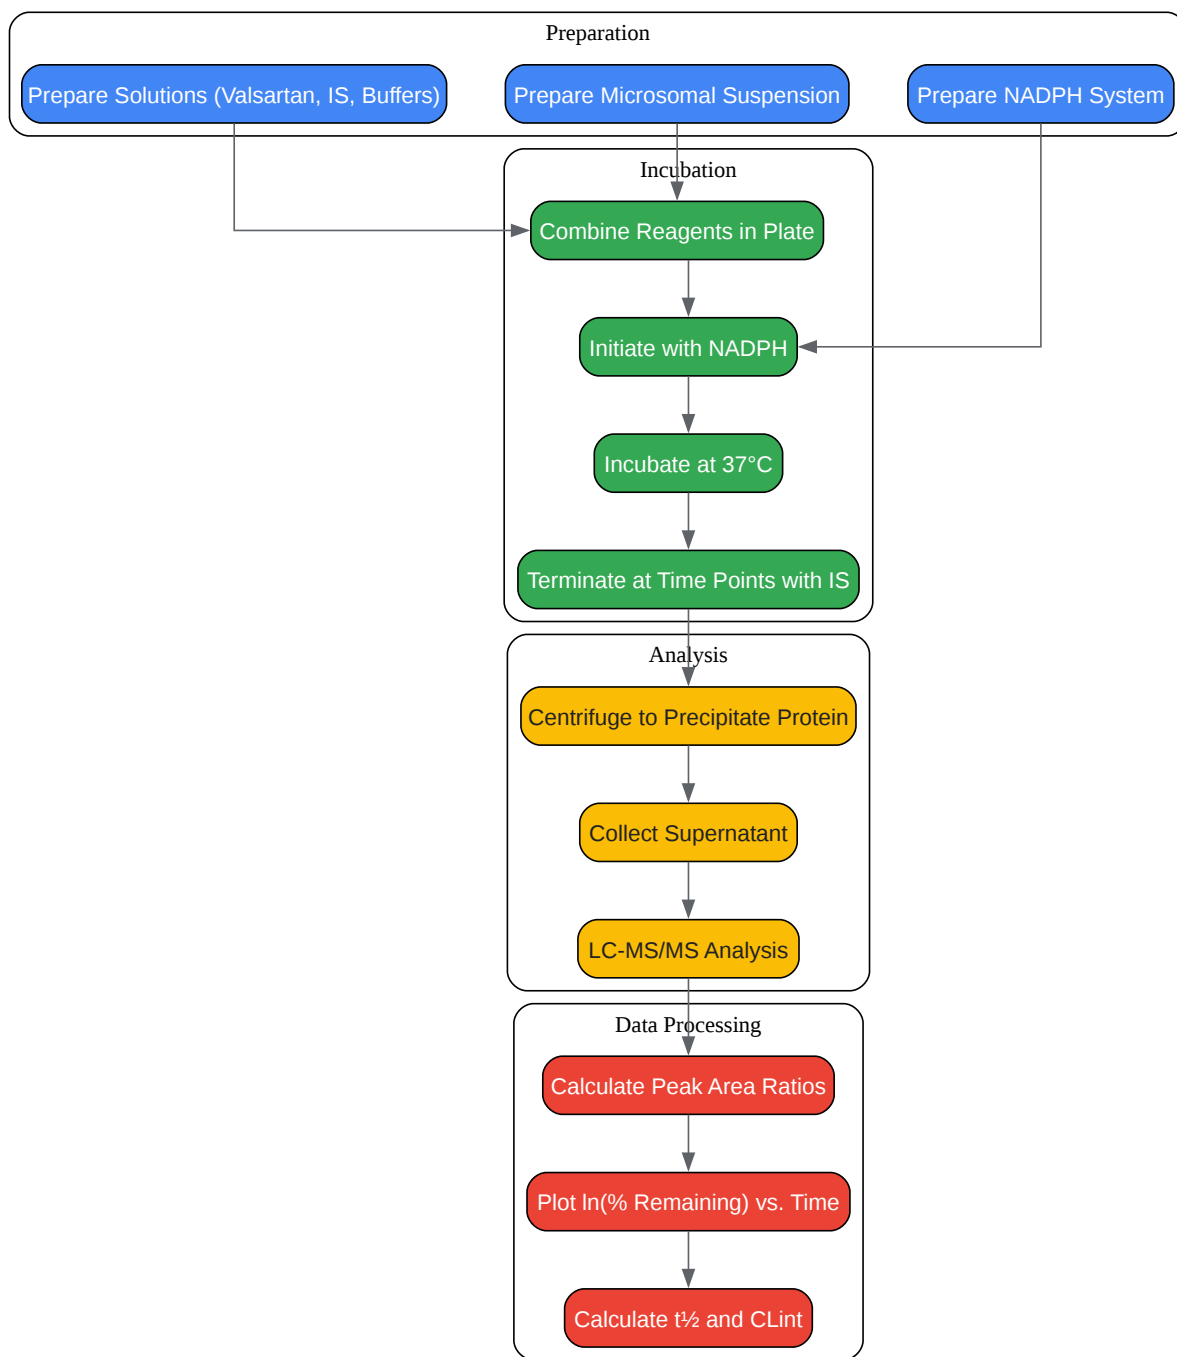 Preparation
Prepare Solutions (Valsartan, IS, Buffers)
Prepare Microsomal Suspension
Prepare NADPH System
Incubation
Combine Reagents in Plate
Initiate with NADPH
Incubate at 37°C
Terminate at Time Points with IS
Analysis
Centrifuge to Precipitate Protein
Collect Supernatant
LC-MS/MS Analysis
Data Processing
Calculate Peak Area Ratios
Plot ln(% Remaining) vs. Time
Calculate t½ and CLint